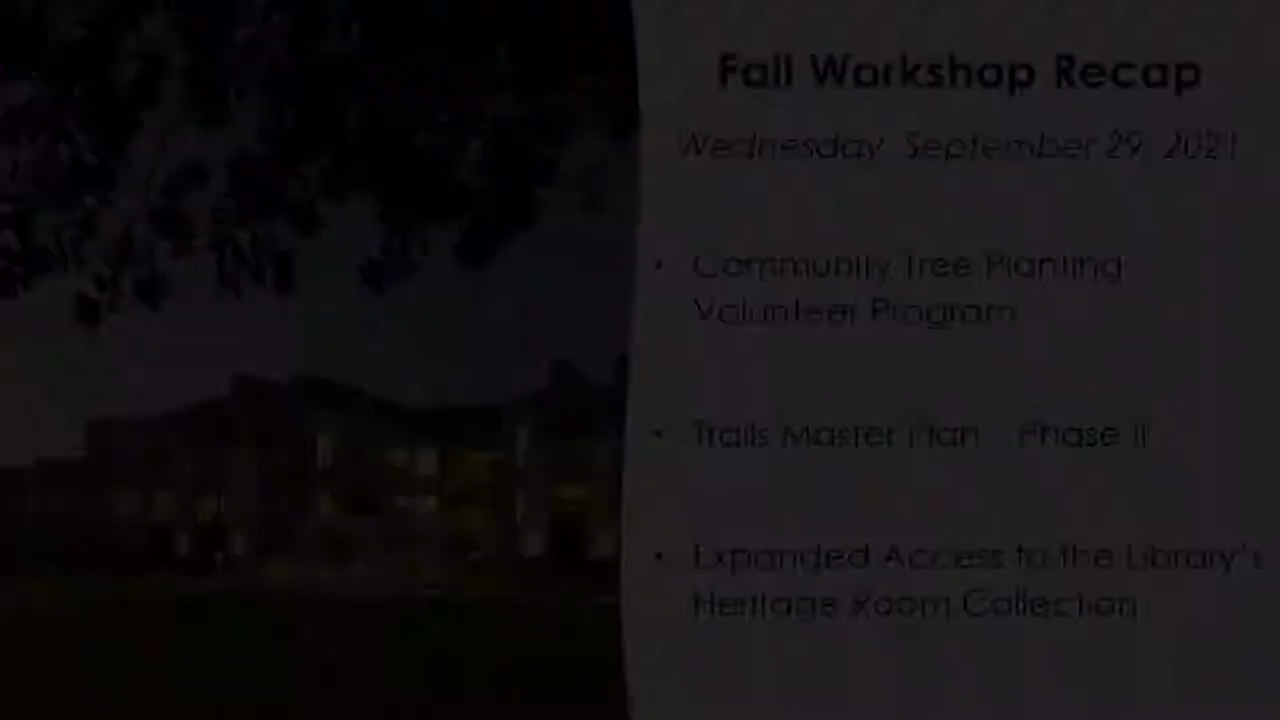 Fall Workshop Recap
Wednesday, September 29, 2021
• Community Tree Planting
Volunteer Program
• Trails Master Plan – Phase II
• Expanded Access to the Library's
Heritage Room Collection